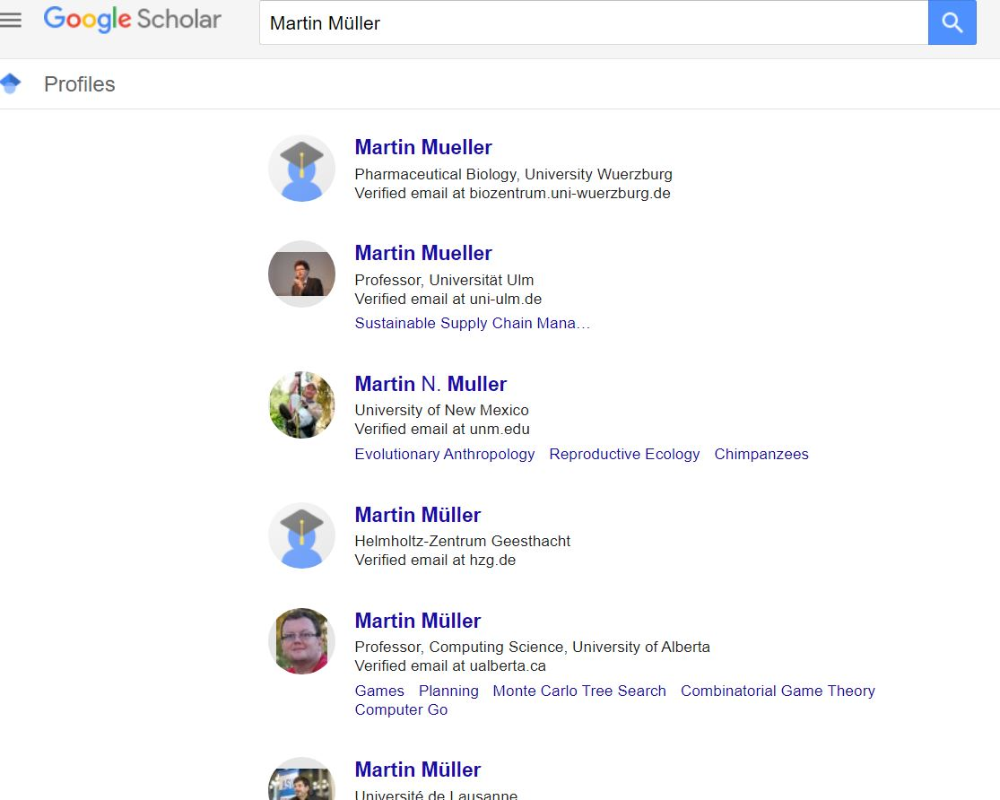 Google Scholar
Martin Müller
Profiles
Martin Mueller
Pharmaceutical Biology, University Wuerzburg
Verified email at biozentrum.uni-wuerzburg.de
Martin Mueller
Professor, Universität Ulm
Verified email at uni-ulm.de
Sustainable Supply Chain Mana…
Martin N. Muller
University of New Mexico
Verified email at unm.edu
Evolutionary Anthropology Reproductive Ecology Chimpanzees
Martin Müller
Helmholtz-Zentrum Geesthacht
Verified email at hzg.de
Martin Müller
Professor, Computing Science, University of Alberta
Verified email at ualberta.ca
Games Planning Monte Carlo Tree Search Combinatorial Game Theory
Computer Go
Martin Müller
Université de Lausanne